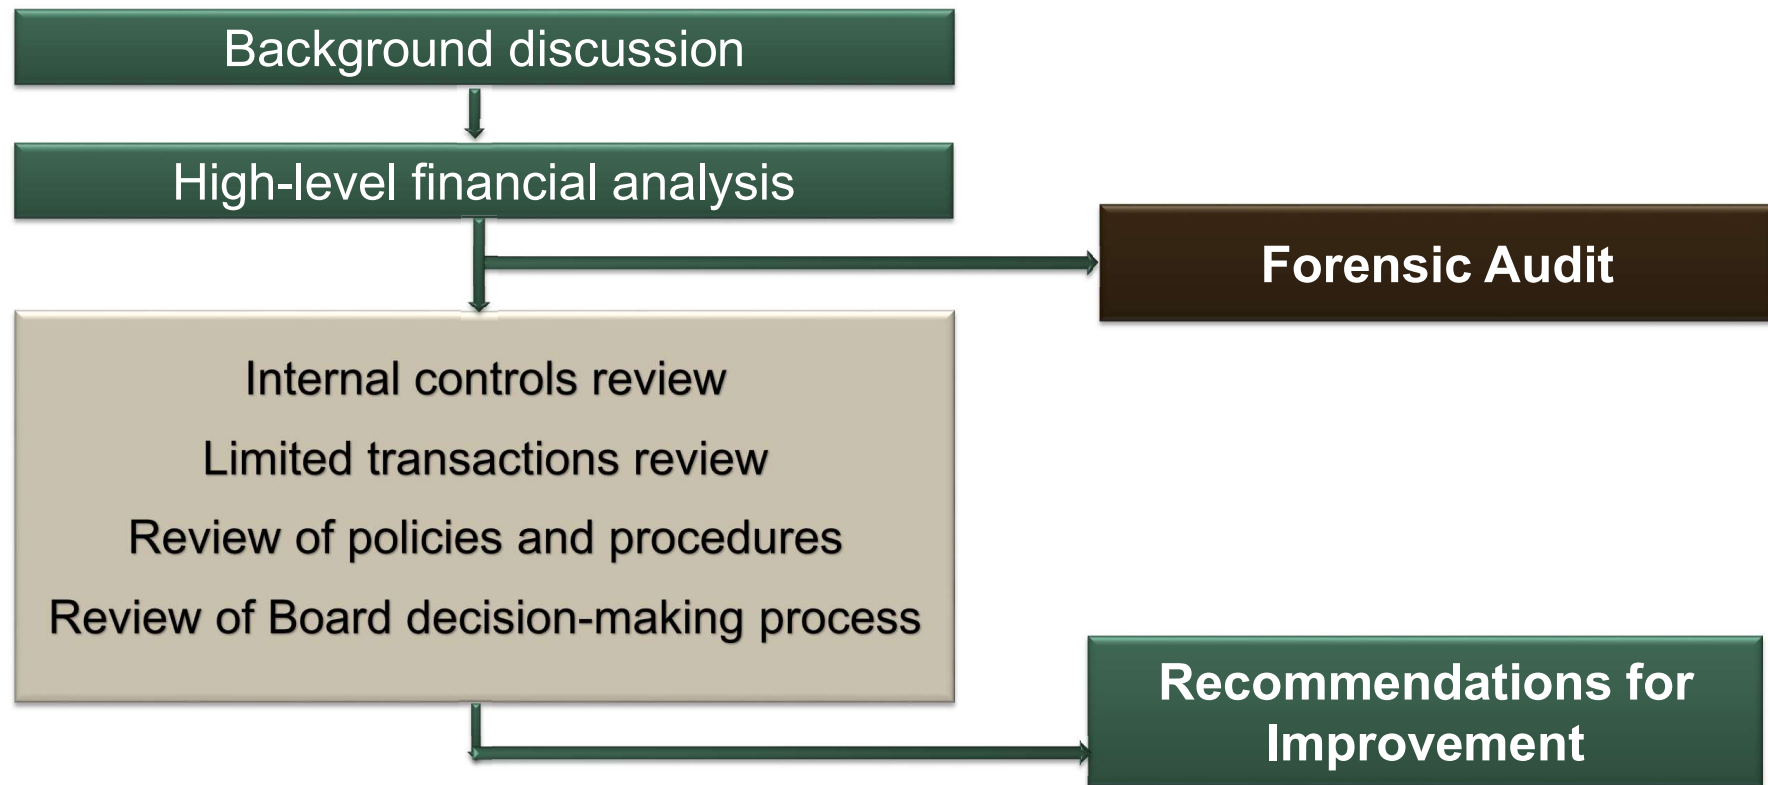 Background discussion
High-level financial analysis
Forensic Audit
Internal controls review
Limited transactions review
Review of policies and procedures
Review of Board decision-making process
Recommendations for
Improvement